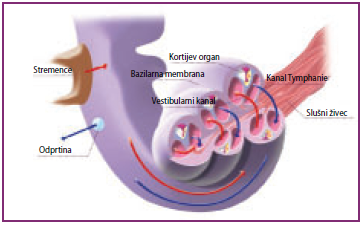 Kortijev organ
Stremence
Bazilarna membrana
Kanal Tymphanie
Vestibularni kanal
Slušni živec
Odprtina